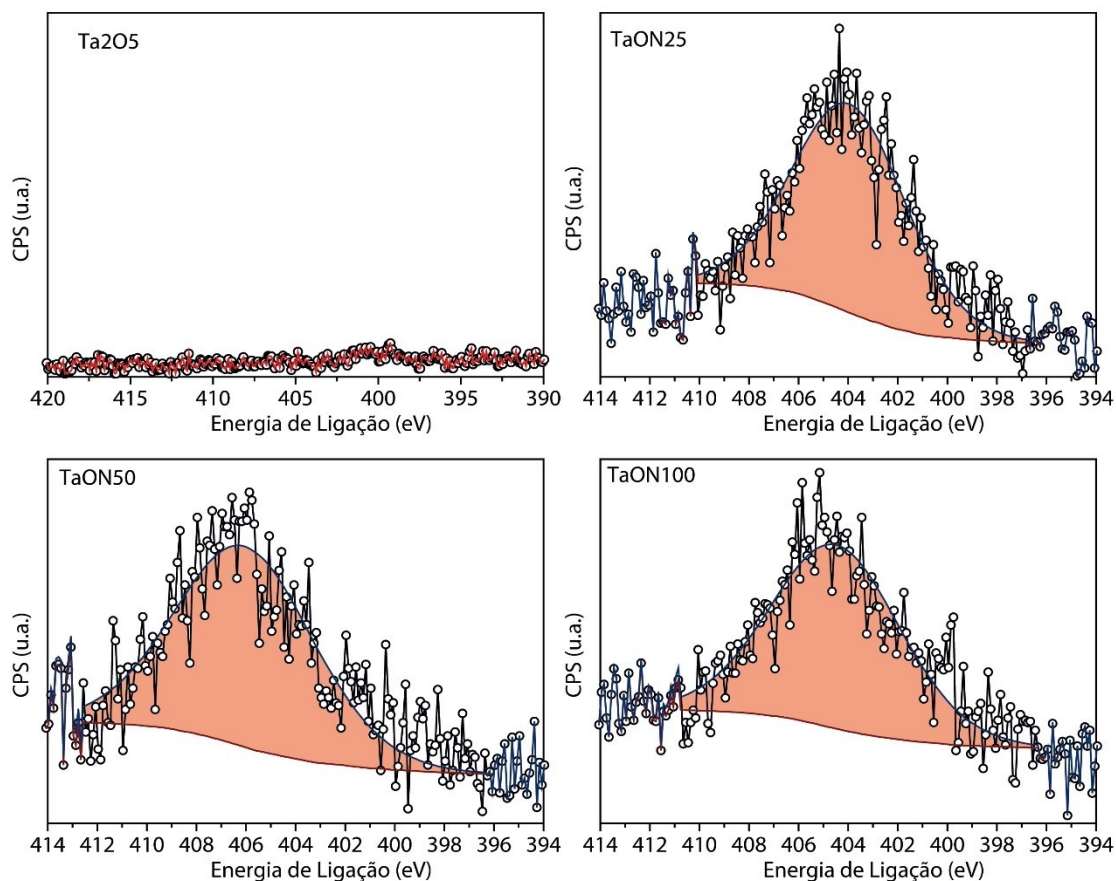 Ta2O5
CPS (u.a.)
420 415 410 405 400 395 390
Energia de Ligação (eV)
TaON25
CPS (u.a.)
414 412 410 408 406 404 402 400 398 396 394
Energia de Ligação (eV)
TaON50
CPS (u.a.)
414 412 410 408 406 404 402 400 398 396 394
Energia de Ligação (eV)
TaON100
CPS (u.a.)
414 412 410 408 406 404 402 400 398 396 394
Energia de Ligação (eV)